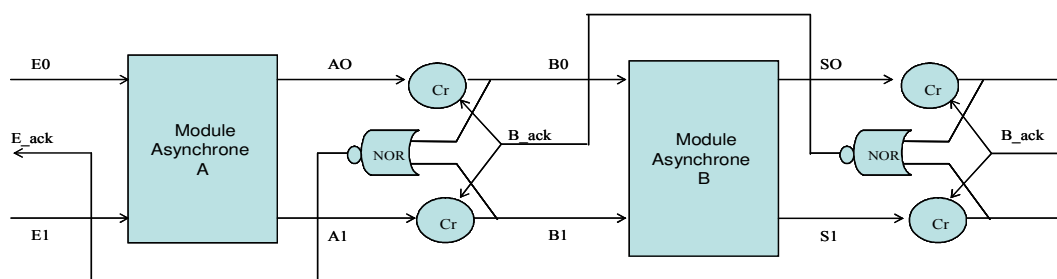 E0
AO
B0
SO
Cr
Cr
Module
Asynchrone
A
E_ack
NOR
B_ack
Module
Asynchrone
B
NOR
B_ack
Cr
Cr
E1
A1
B1
S1